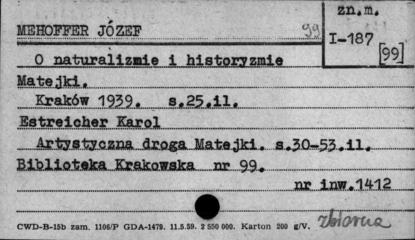 zn.m.
MEHOFFER JÓZEF 99 I-187
[99]
O naturalizmie i historyzmie
Matejki.
Kraków 1939. s.25.il.
Estreicher Karol
Artystyczna droga Matejki. s.30-53.il.
Biblioteka Krakowska nr 99.
nr inw.1412
CWD-B-15b zam. 1106/P GDA-1479. 11.5.59. 2 550 000. Karton 200 g/V. zbiorcza